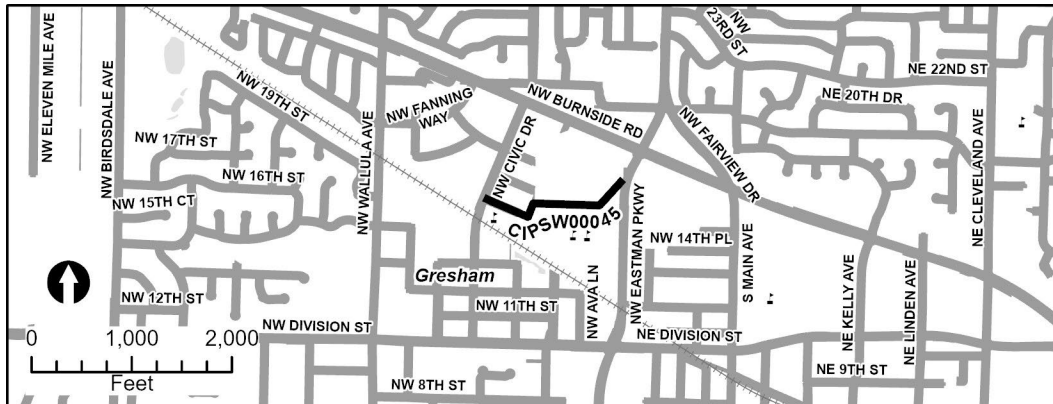 NW ELEVEN MILE AVE
NW BIRDSDALE AVE
NW 19TH ST
NW 17TH ST
NW 16TH ST
NW 15TH CT
NW 12TH ST
NW WALLULA AVE
NW FANNING
WAY
NW CIVIC DR
NW BURNSIDE RD
NW
23RD ST
NE 22ND ST
NE 20TH DR
NW FAIRVIEW DR
NE CLEVELAND AVE
CIPSW00045
NW EASTMAN PKWY
NW 14TH PL
S MAIN AVE
Gresham
NW 11TH ST
NW AVA LN
NE KELLY AVE
NE LINDEN AVE
NW DIVISION ST
NE DIVISION ST
NW 8TH ST
NE 9TH ST
0 1,000 2,000
Feet